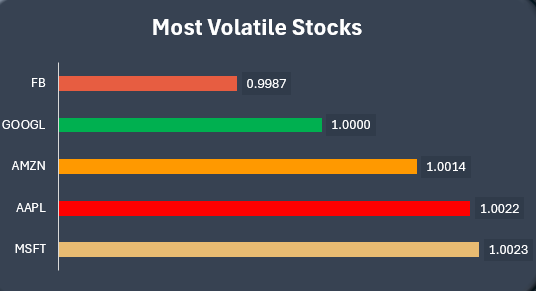 Most Volatile Stocks
FB 0.9987
GOOGL 1.0000
AMZN 1.0014
AAPL 1.0022
MSFT 1.0023